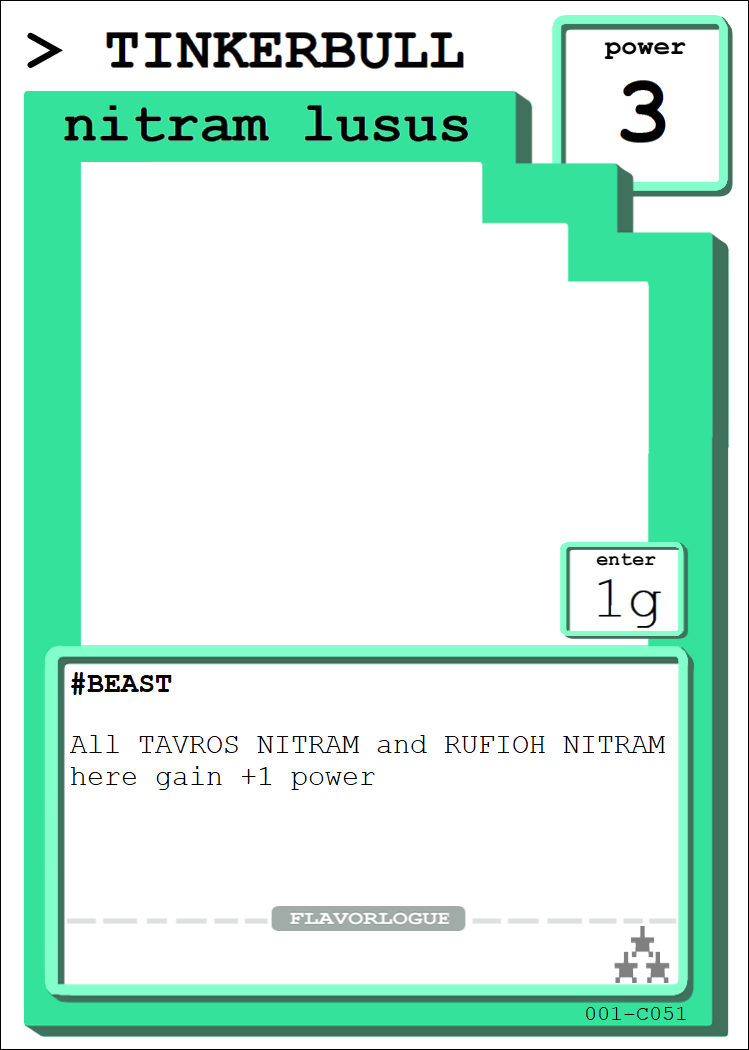 > TINKERBULL
power
3
nitram lusus
enter
1g
#BEAST
All TAVROS NITRAM and RUFIOH NITRAM
here gain +1 power
FLAVORLOGUE
001-C051